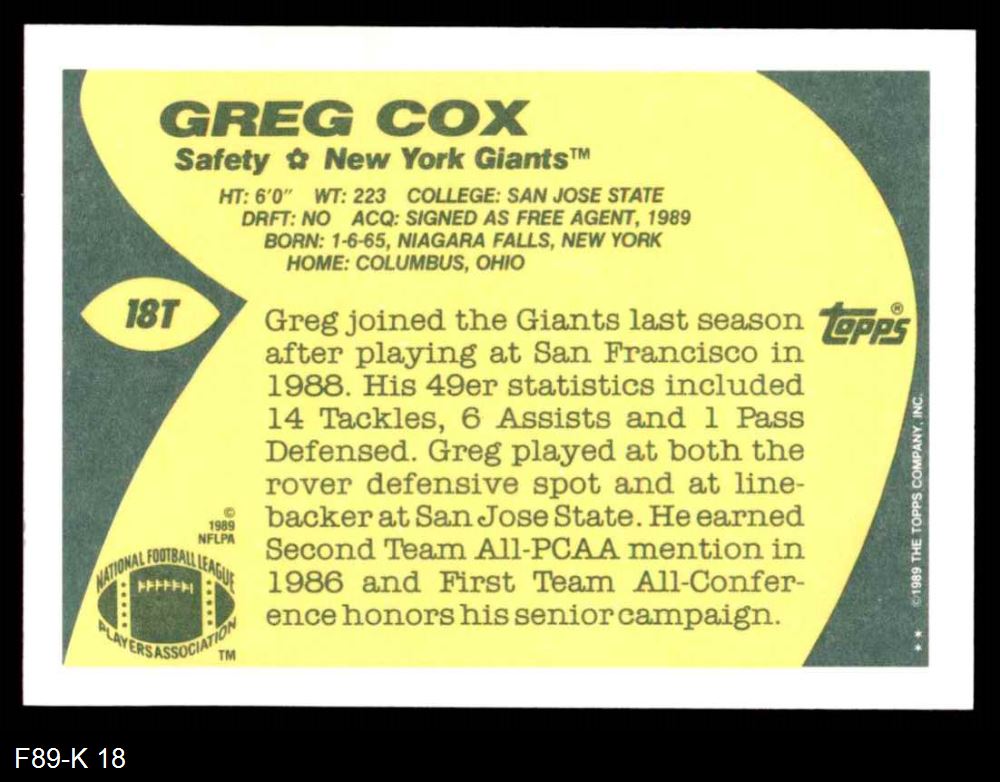 GREG COX
Safety ✿ New York Giants™
HT: 6'0" WT: 223 COLLEGE: SAN JOSE STATE
DRFT: NO ACQ: SIGNED AS FREE AGENT, 1989
BORN: 1-6-65, NIAGARA FALLS, NEW YORK
HOME: COLUMBUS, OHIO
18T
Greg joined the Giants last season
after playing at San Francisco in
1988. His 49er statistics included
14 Tackles, 6 Assists and 1 Pass
Defensed. Greg played at both the
rover defensive spot and at line-
backer at San Jose State. He earned
Second Team All-PCAA mention in
1986 and First Team All-Confer-
ence honors his senior campaign.
topps®
©1989 THE TOPPS COMPANY, INC.
**
©
1989
NFLPA
NATIONAL FOOTBALL LEAGUE
PLAYERS ASSOCIATION
TM
F89-K 18